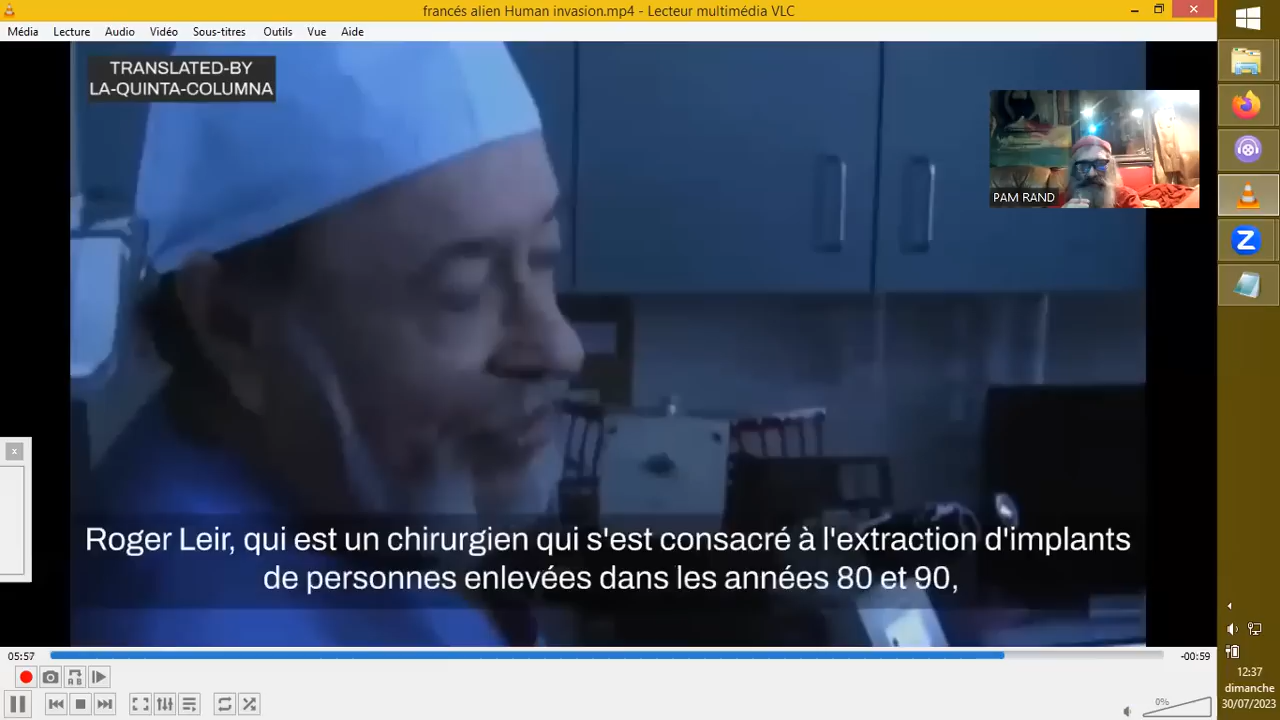 francés alien Human invasion.mp4 - Lecteur multimédia VLC
Média Lecture Audio Vidéo Sous-titres Outils Vue Aide
TRANSLATED-BY
LA-QUINTA-COLUMNA
PAM RAND
Roger Leir, qui est un chirurgien qui s'est consacré à l'extraction d'implants
de personnes enlevées dans les années 80 et 90,
05:57
-00:59
0%
12:37
dimanche
30/07/2023